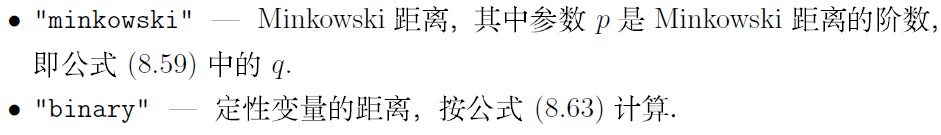 • "minkowski" — Minkowski 距离, 其中参数 p 是 Minkowski 距离的阶数,
即公式 (8.59) 中的 q.
• "binary" — 定性变量的距离, 按公式 (8.63) 计算.